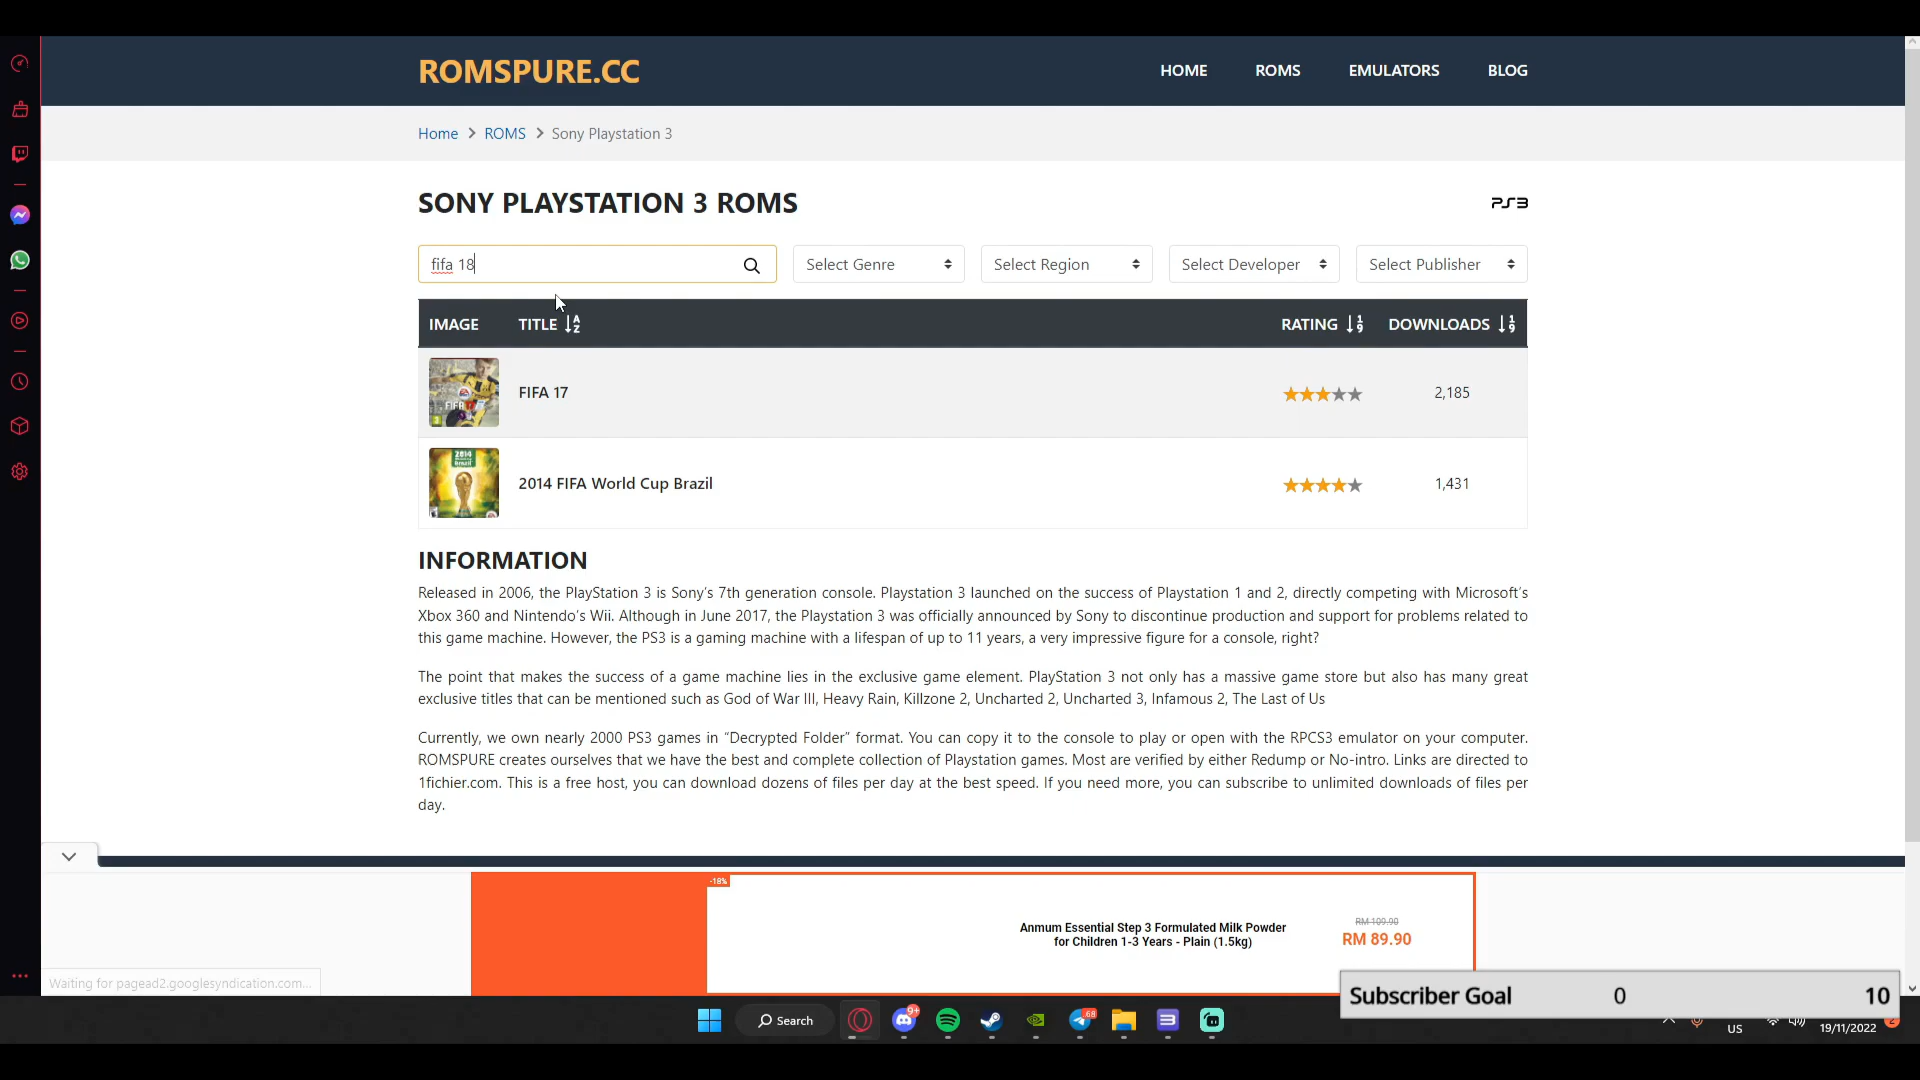 ROMSPURE.CC
HOME ROMS EMULATORS BLOG
Home > ROMS > Sony Playstation 3
SONY PLAYSTATION 3 ROMS
PS3
fifa 18
Select Genre
Select Region
Select Developer
Select Publisher
IMAGE TITLE RATING DOWNLOADS
FIFA 17 2,185
2014 FIFA World Cup Brazil 1,431
INFORMATION
Released in 2006, the PlayStation 3 is Sony's 7th generation console. Playstation 3 launched on the success of Playstation 1 and 2, directly competing with Microsoft's
Xbox 360 and Nintendo's Wii. Although in June 2017, the Playstation 3 was officially announced by Sony to discontinue production and support for problems related to
this game machine. However, the PS3 is a gaming machine with a lifespan of up to 11 years, a very impressive figure for a console, right?
The point that makes the success of a game machine lies in the exclusive game element. PlayStation 3 not only has a massive game store but also has many great
exclusive titles that can be mentioned such as God of War III, Heavy Rain, Killzone 2, Uncharted 2, Uncharted 3, Infamous 2, The Last of Us
Currently, we own nearly 2000 PS3 games in “Decrypted Folder” format. You can copy it to the console to play or open with the RPCS3 emulator on your computer.
ROMSPURE creates ourselves that we have the best and complete collection of Playstation games. Most are verified by either Redump or No-intro. Links are directed to
1fichier.com. This is a free host, you can download dozens of files per day at the best speed. If you need more, you can subscribe to unlimited downloads of files per
day.
-18%
Anmum Essential Step 3 Formulated Milk Powder
for Children 1-3 Years - Plain (1.5kg)
RM 109.90
RM 89.90
Waiting for pagead2.googlesyndication.com...
Subscriber Goal 0 10
Search
9+
68
US
19/11/2022
2